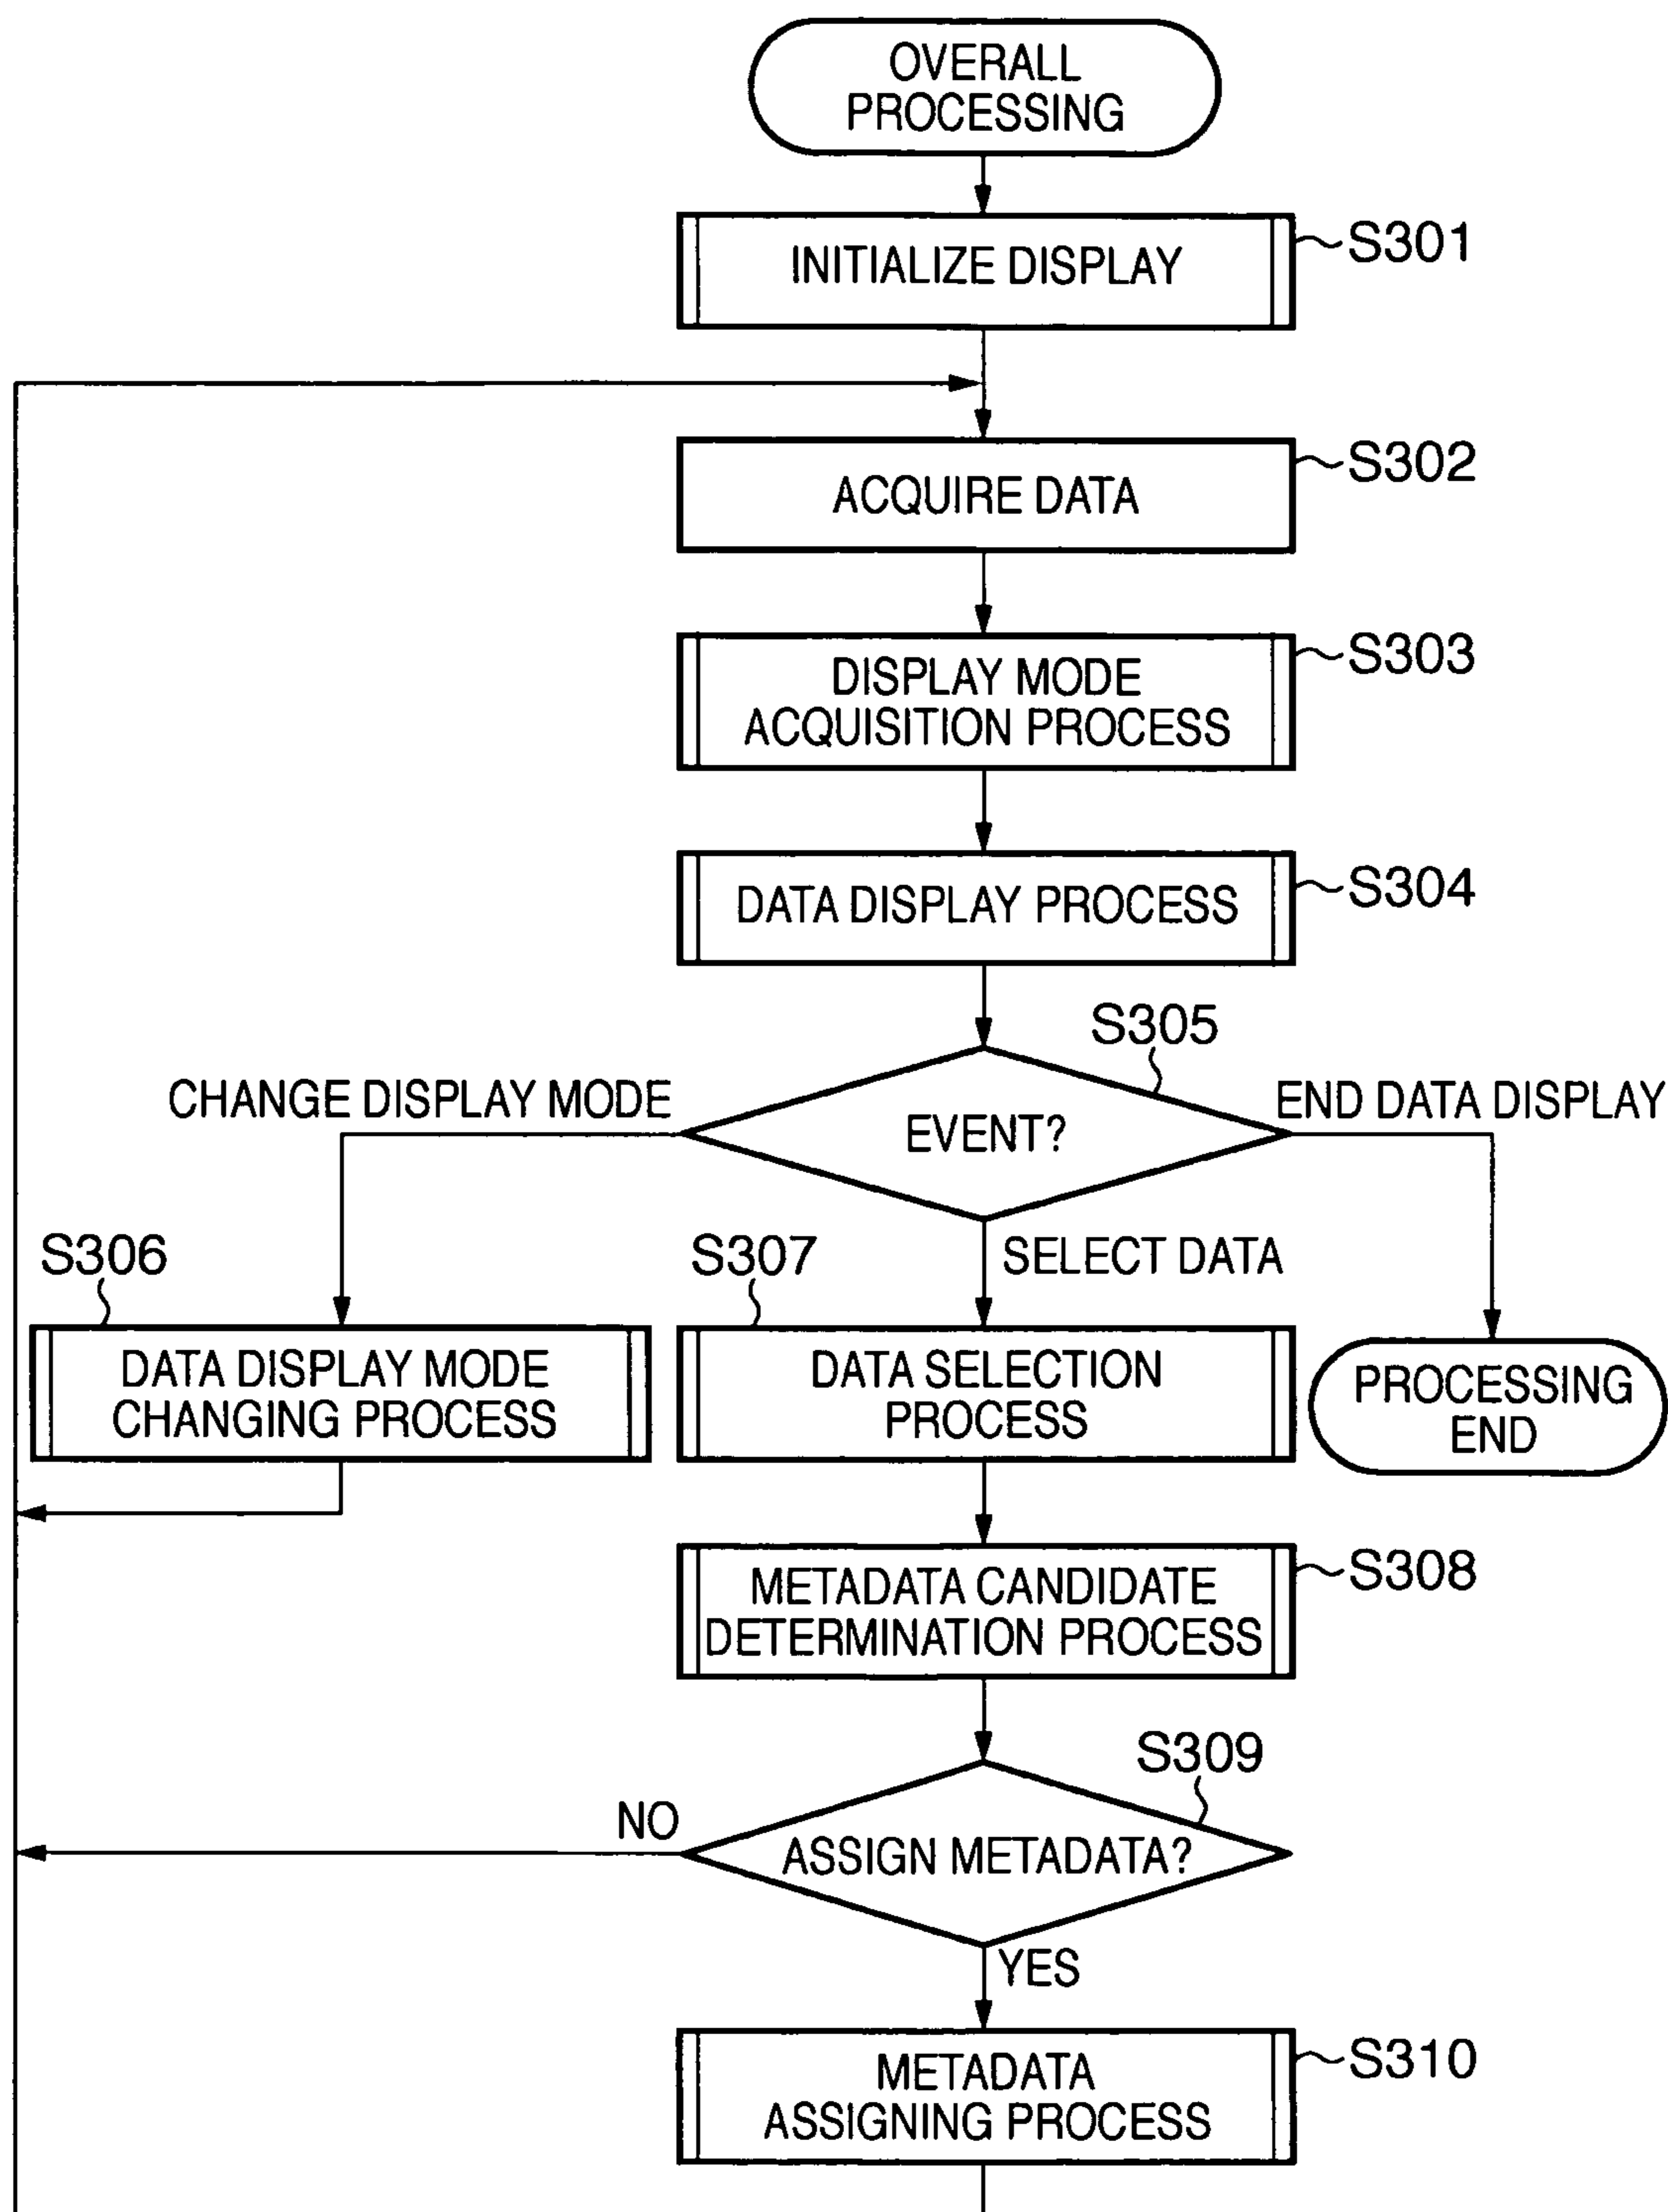 OVERALL
PROCESSING
INITIALIZE DISPLAY
S301
ACQUIRE DATA
S302
DISPLAY MODE
ACQUISITION PROCESS
S303
DATA DISPLAY PROCESS
S304
S305
CHANGE DISPLAY MODE
EVENT?
END DATA DISPLAY
S306
S307
SELECT DATA
DATA DISPLAY MODE
CHANGING PROCESS
DATA SELECTION
PROCESS
PROCESSING
END
METADATA CANDIDATE
DETERMINATION PROCESS
S308
S309
NO
ASSIGN METADATA?
YES
METADATA
ASSIGNING PROCESS
S310